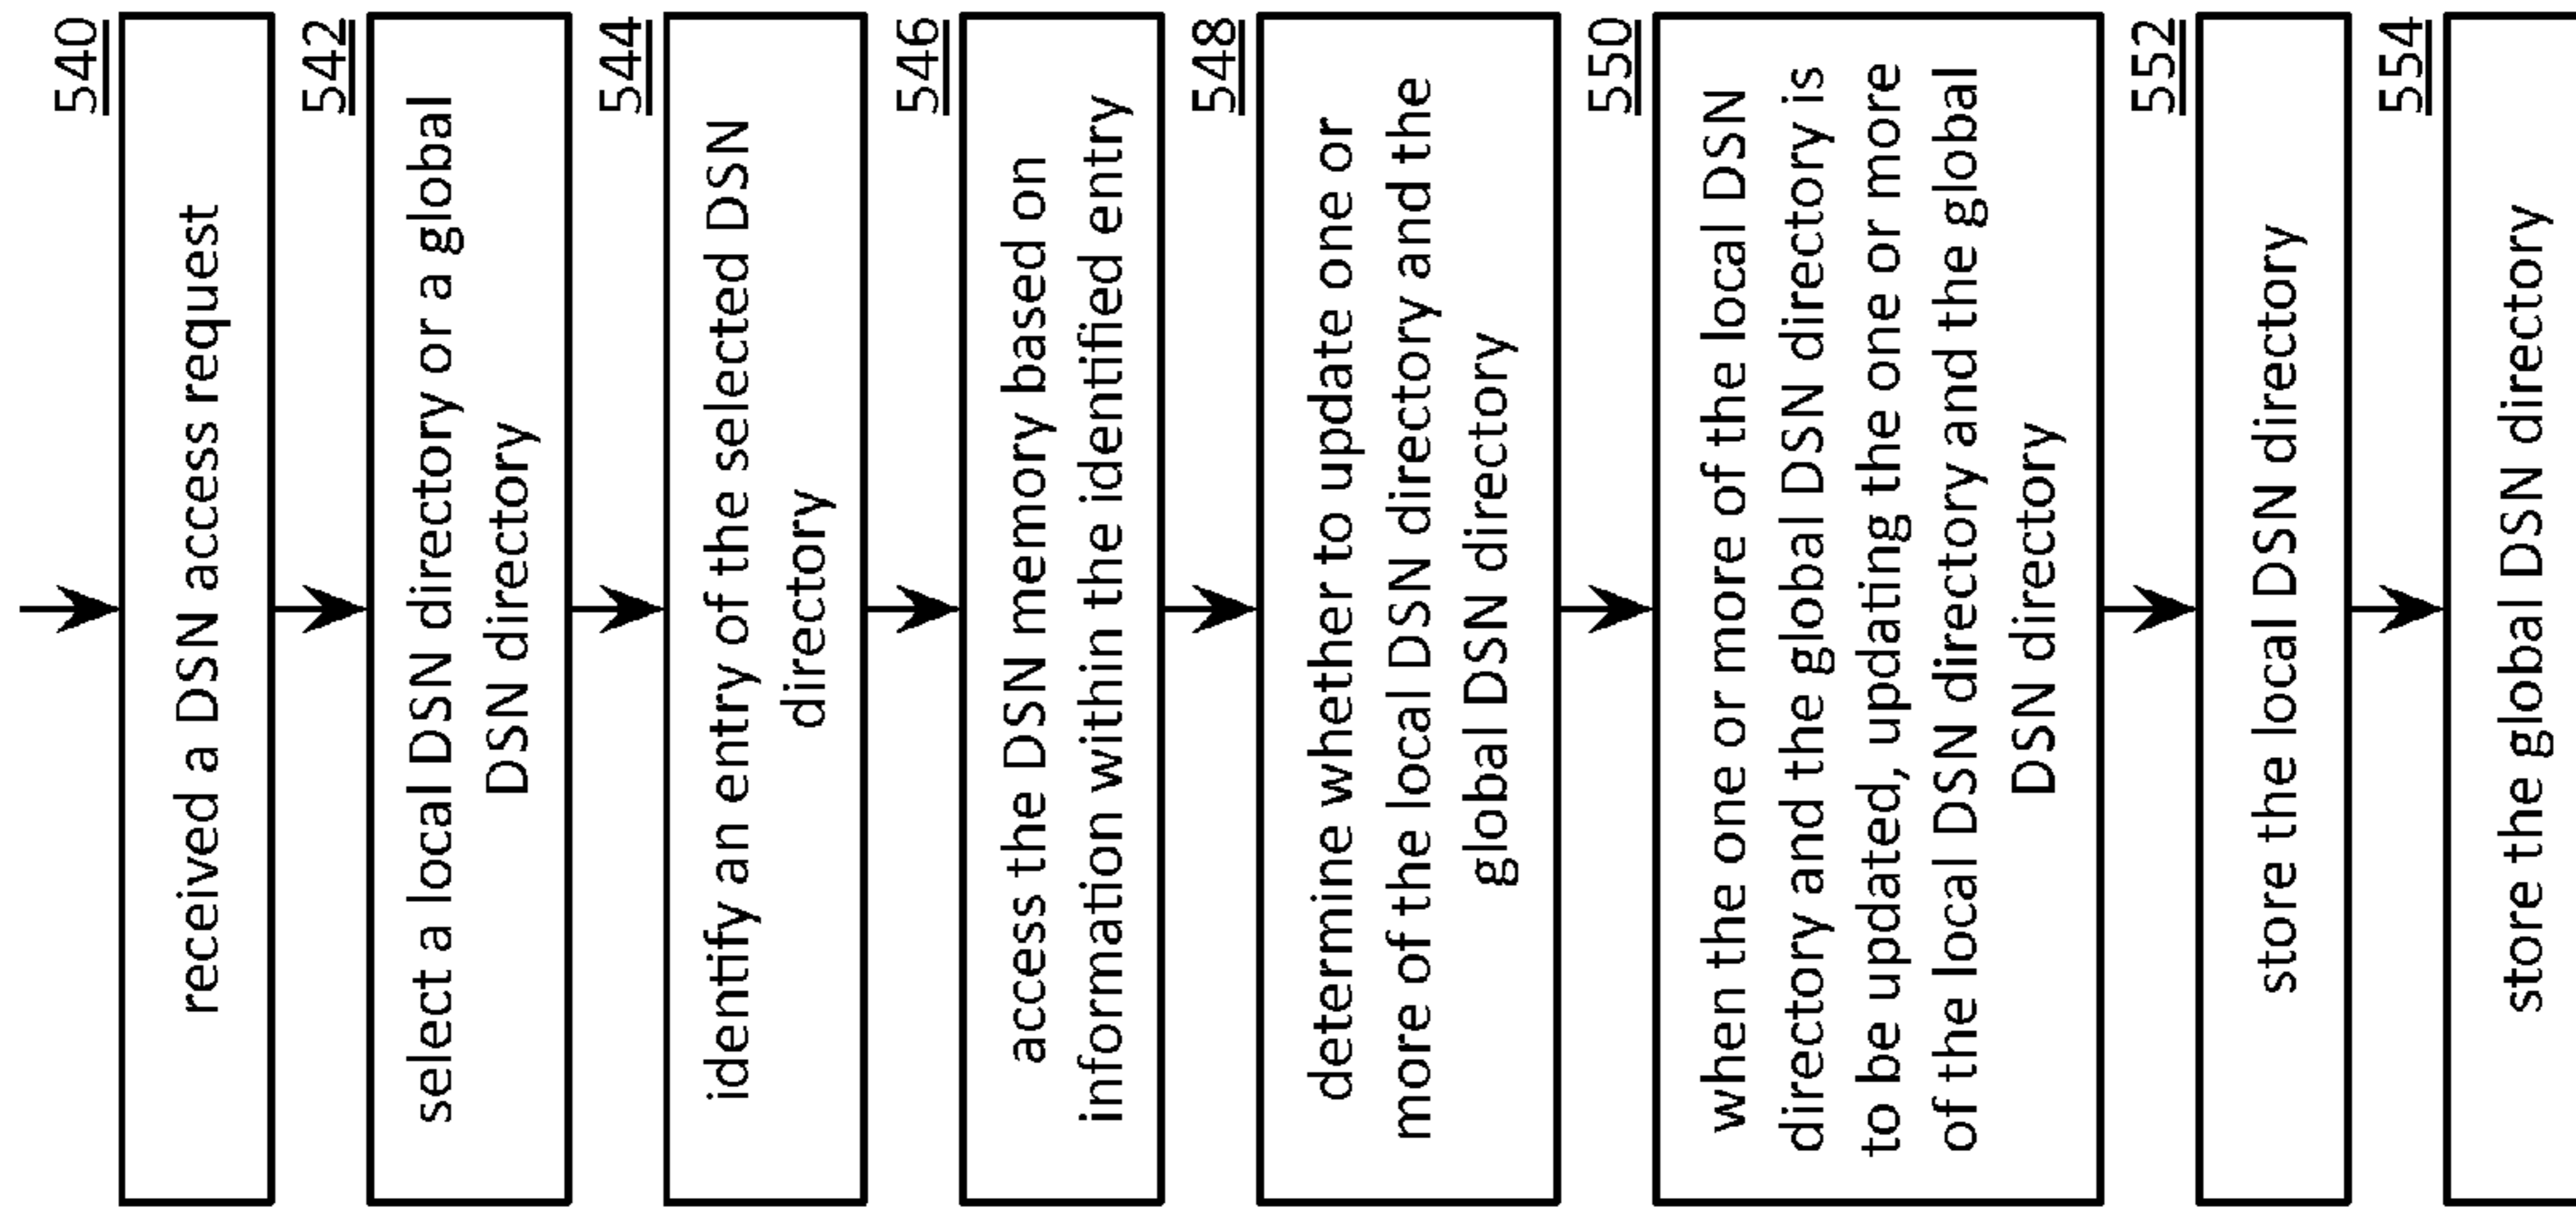 540
received a DSN access request
542
select a local DSN directory or a global
DSN directory
544
identify an entry of the selected DSN
directory
546
access the DSN memory based on
information within the identified entry
548
determine whether to update one or
more of the local DSN directory and the
global DSN directory
550
when the one or more of the local DSN
directory and the global DSN directory is
to be updated, updating the one or more
of the local DSN directory and the global
DSN directory
552
store the local DSN directory
554
store the global DSN directory